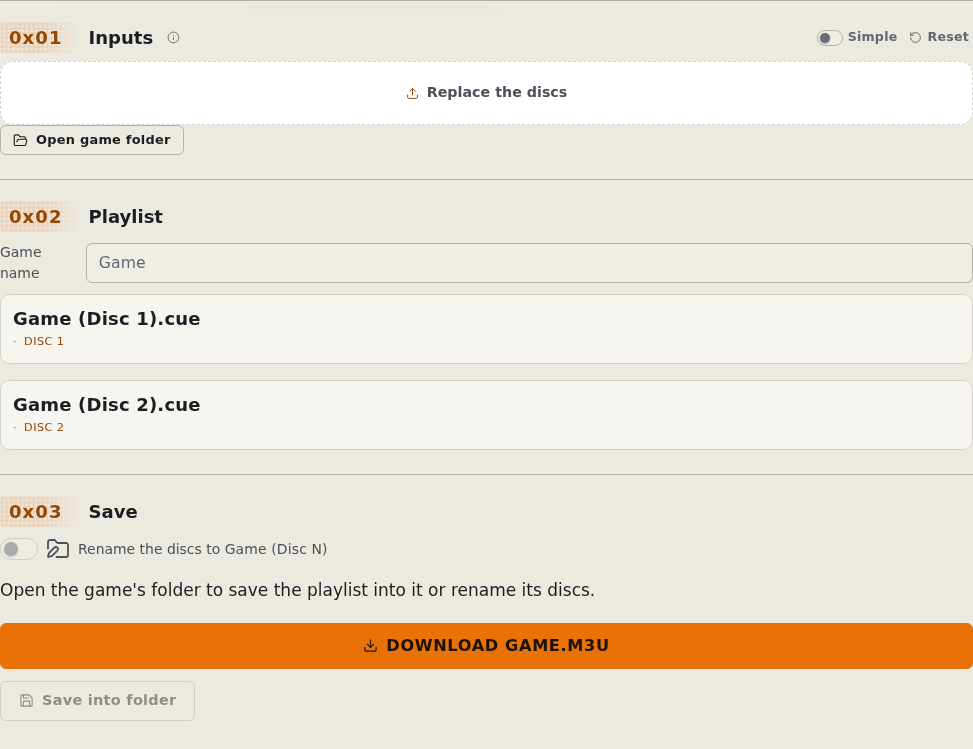 0x01 Inputs Simple Reset
Replace the discs
Open game folder
0x02 Playlist
Game name
Game
Game (Disc 1).cue
· DISC 1
Game (Disc 2).cue
· DISC 2
0x03 Save
Rename the discs to Game (Disc N)
Open the game's folder to save the playlist into it or rename its discs.
DOWNLOAD GAME.M3U
Save into folder